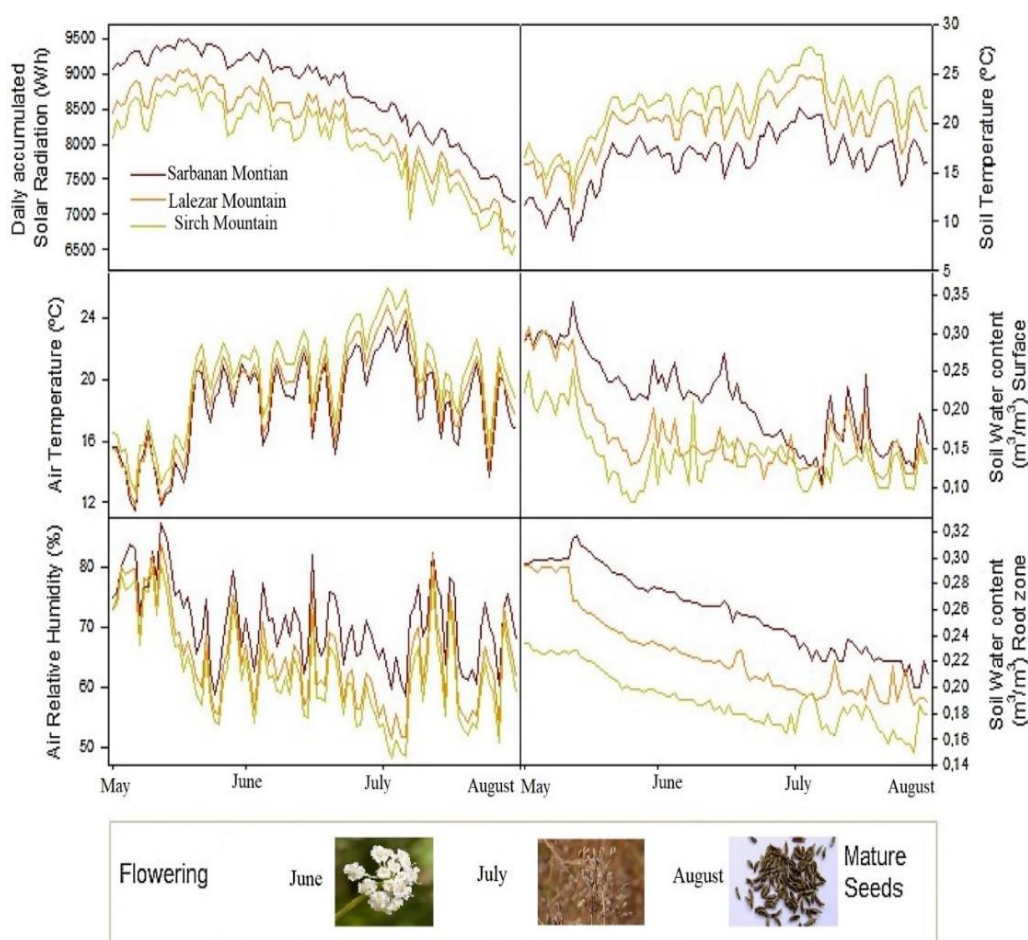 Daily accumulated
Solar Radiation (W/h)
9500
9000
8500
8000
7500
7000
6500
Sarbanan Montian
Lalezar Mountain
Sirch Mountain
30
25
20
15
10
5
Soil Temperature (ºC)
Air Temperature (ºC)
24
20
16
12
0,35
0,30
0,25
0,20
0,15
0,10
Soil Water content
(m³/m³) Surface
Air Relative Humidity (%)
80
70
60
50
0,32
0,30
0,28
0,26
0,24
0,22
0,20
0,18
0,16
0,14
Soil Water content
(m³/m³) Root zone
May
June
July
August
May
June
July
August
Flowering
June
July
August
Mature
Seeds